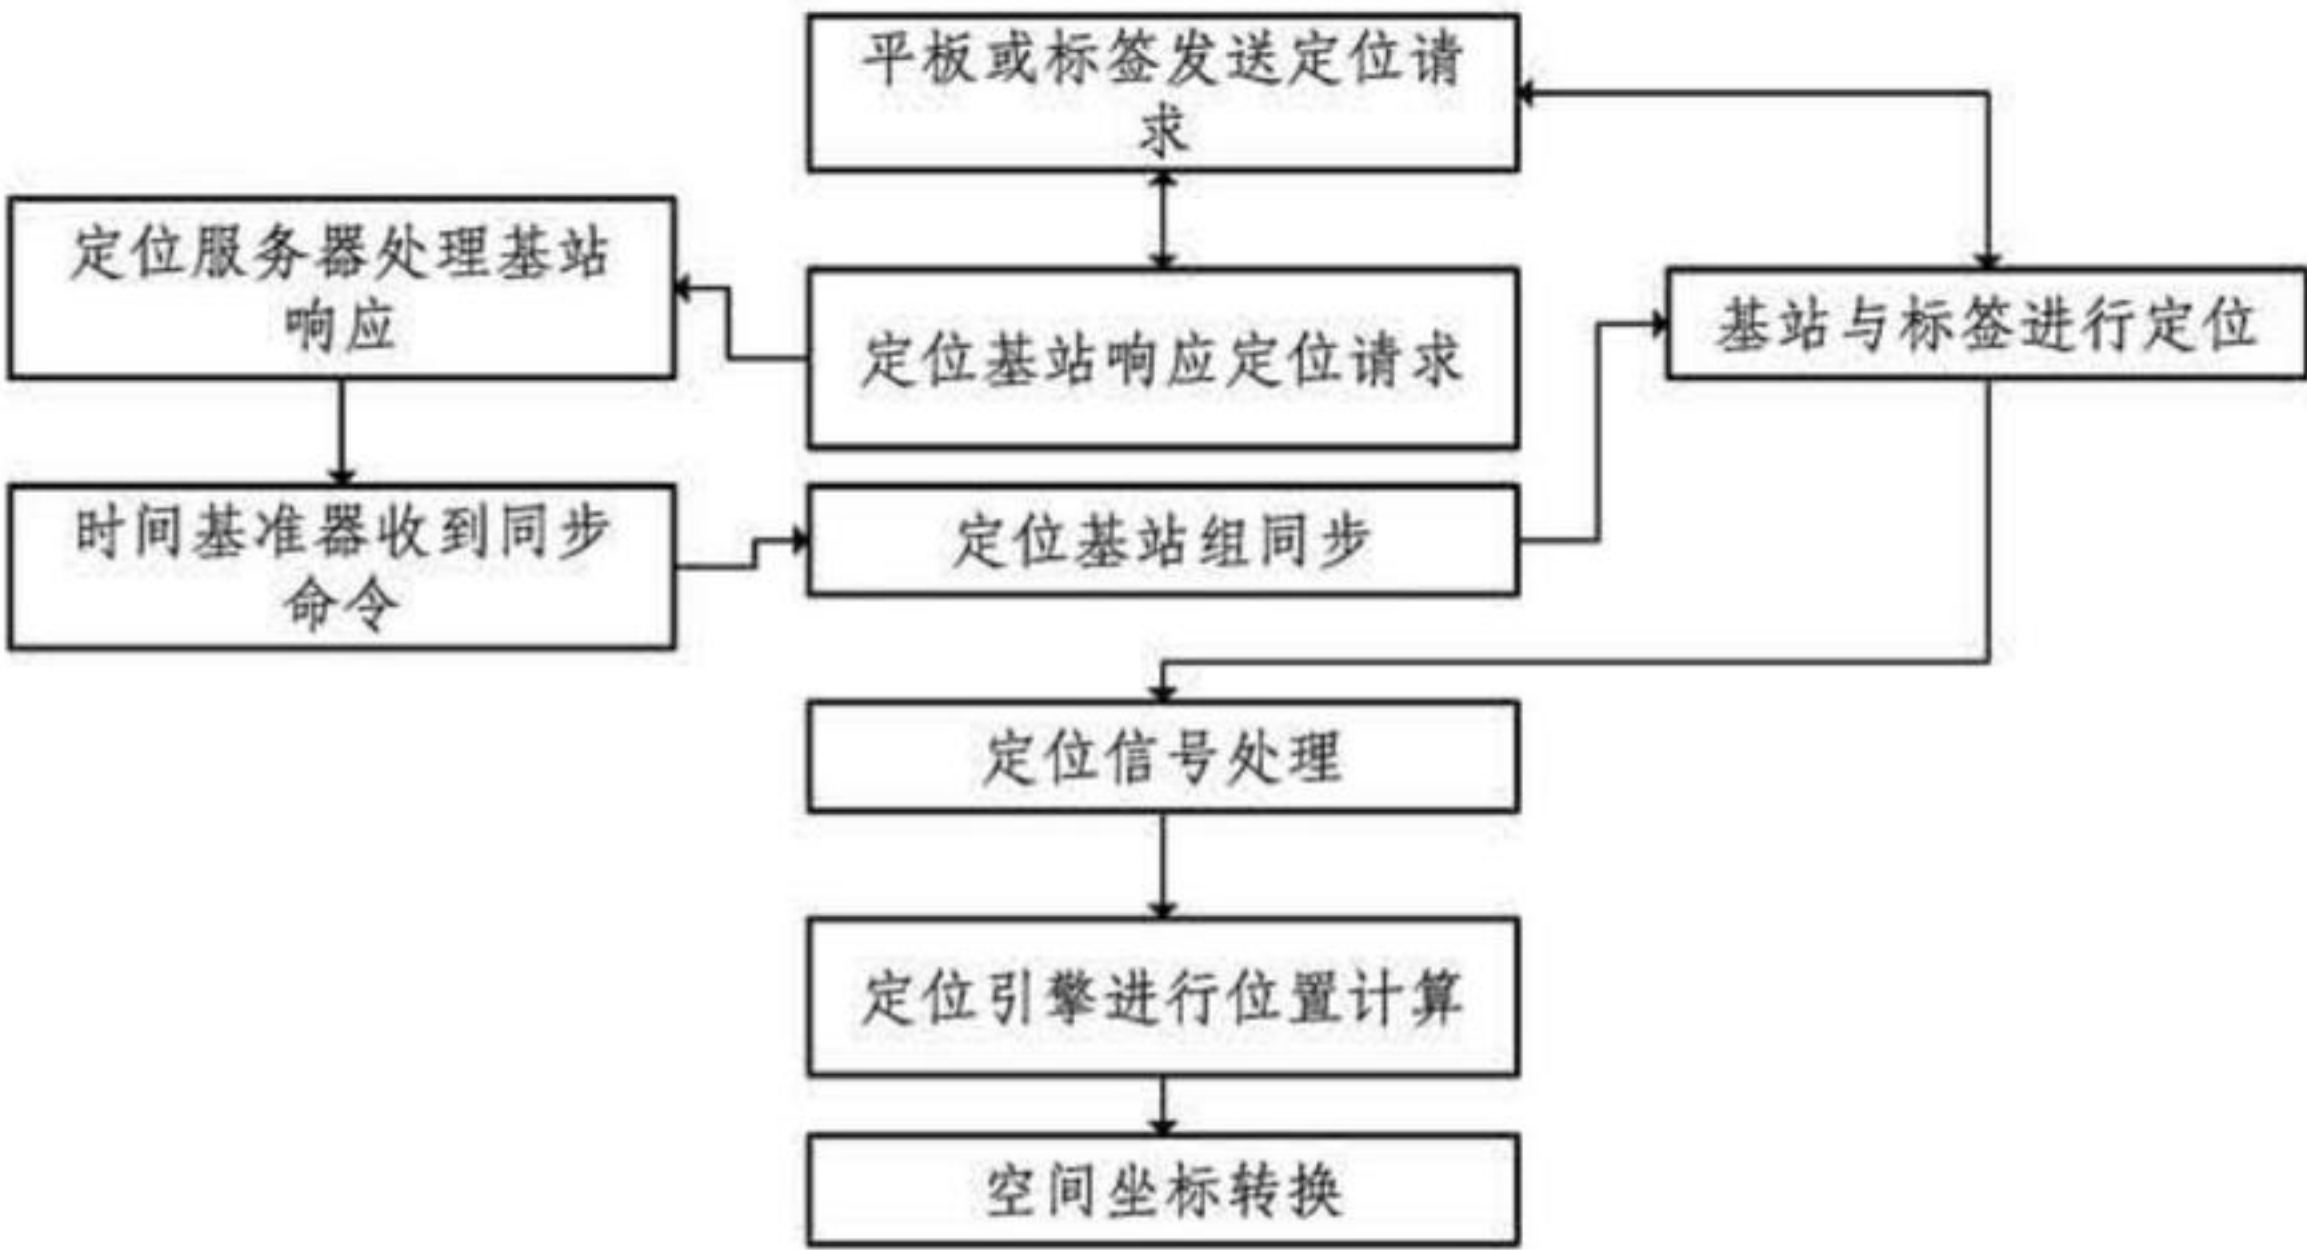 平板或标签发送定位请
求
定位服务器处理基站
响应
定位基站响应定位请求
基站与标签进行定位
时间基准器收到同步
命令
定位基站组同步
定位信号处理
定位引擎进行位置计算
空间坐标转换